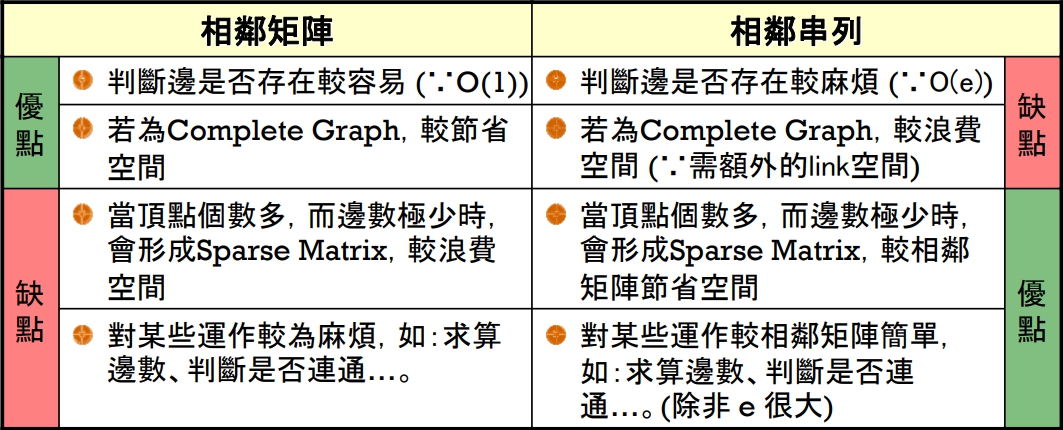 相鄰矩陣
相鄰串列
優
點
判斷邊是否存在較容易 (∵O(1))
判斷邊是否存在較麻煩 (∵O(e))
缺
點
若為Complete Graph, 較節省
空間
若為Complete Graph, 較浪費
空間 (∵需額外的link空間)
缺
點
當頂點個數多, 而邊數極少時,
會形成Sparse Matrix, 較浪費
空間
當頂點個數多, 而邊數極少時,
會形成Sparse Matrix, 較相鄰
矩陣節省空間
優
點
對某些運作較為麻煩, 如:求算
邊數、判斷是否連通…。
對某些運作較相鄰矩陣簡單,
如:求算邊數、判斷是否連
通…。(除非 e 很大)